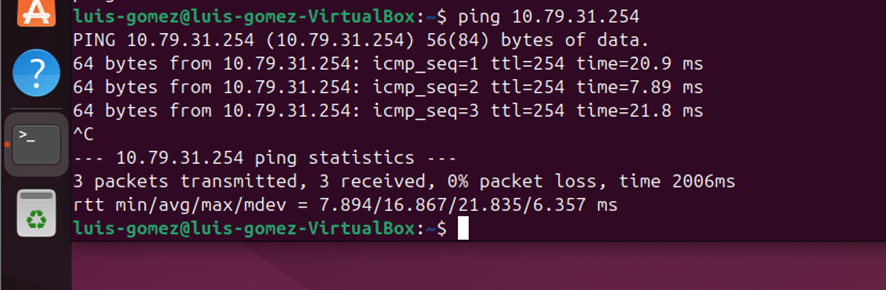 luis-gomez@luis-gomez-VirtualBox:~$ ping 10.79.31.254
PING 10.79.31.254 (10.79.31.254) 56(84) bytes of data.
64 bytes from 10.79.31.254: icmp_seq=1 ttl=254 time=20.9 ms
64 bytes from 10.79.31.254: icmp_seq=2 ttl=254 time=7.89 ms
64 bytes from 10.79.31.254: icmp_seq=3 ttl=254 time=21.8 ms
^C
--- 10.79.31.254 ping statistics ---
3 packets transmitted, 3 received, 0% packet loss, time 2006ms
rtt min/avg/max/mdev = 7.894/16.867/21.835/6.357 ms
luis-gomez@luis-gomez-VirtualBox:~$